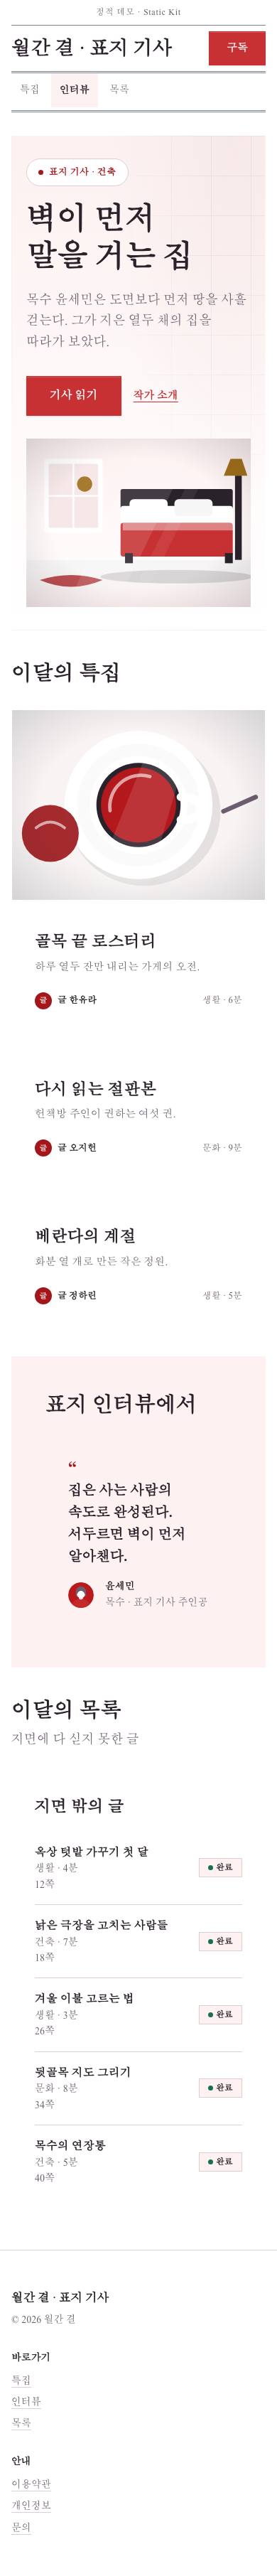 정적 데모 · Static Kit
월간 결 · 표지 기사
구독
특집
인터뷰
목록
표지 기사 · 건축
벽이 먼저
말을 거는 집
목수 윤세민은 도면보다 먼저 땅을 사흘
걷는다. 그가 지은 열두 채의 집을
따라가 보았다.
기사 읽기
작가 소개
이달의 특집
골목 끝 로스터리
하루 열두 잔만 내리는 가게의 오전.
글
글 한유라
생활 · 6분
다시 읽는 절판본
헌책방 주인이 권하는 여섯 권.
글
글 오지헌
문화 · 9분
베란다의 계절
화분 열 개로 만든 작은 정원.
글
글 정하린
생활 · 5분
표지 인터뷰에서
“
집은 사는 사람의
속도로 완성된다.
서두르면 벽이 먼저
알아챈다.
윤세민
목수 · 표지 기사 주인공
이달의 목록
지면에 다 싣지 못한 글
지면 밖의 글
옥상 텃밭 가꾸기 첫 달
생활 · 4분
12쪽
완료
낡은 극장을 고치는 사람들
건축 · 7분
18쪽
완료
겨울 이불 고르는 법
생활 · 3분
26쪽
완료
뒷골목 지도 그리기
문화 · 8분
34쪽
완료
목수의 연장통
건축 · 5분
40쪽
완료
월간 결 · 표지 기사
© 2026 월간 결
바로가기
특집
인터뷰
목록
안내
이용약관
개인정보
문의